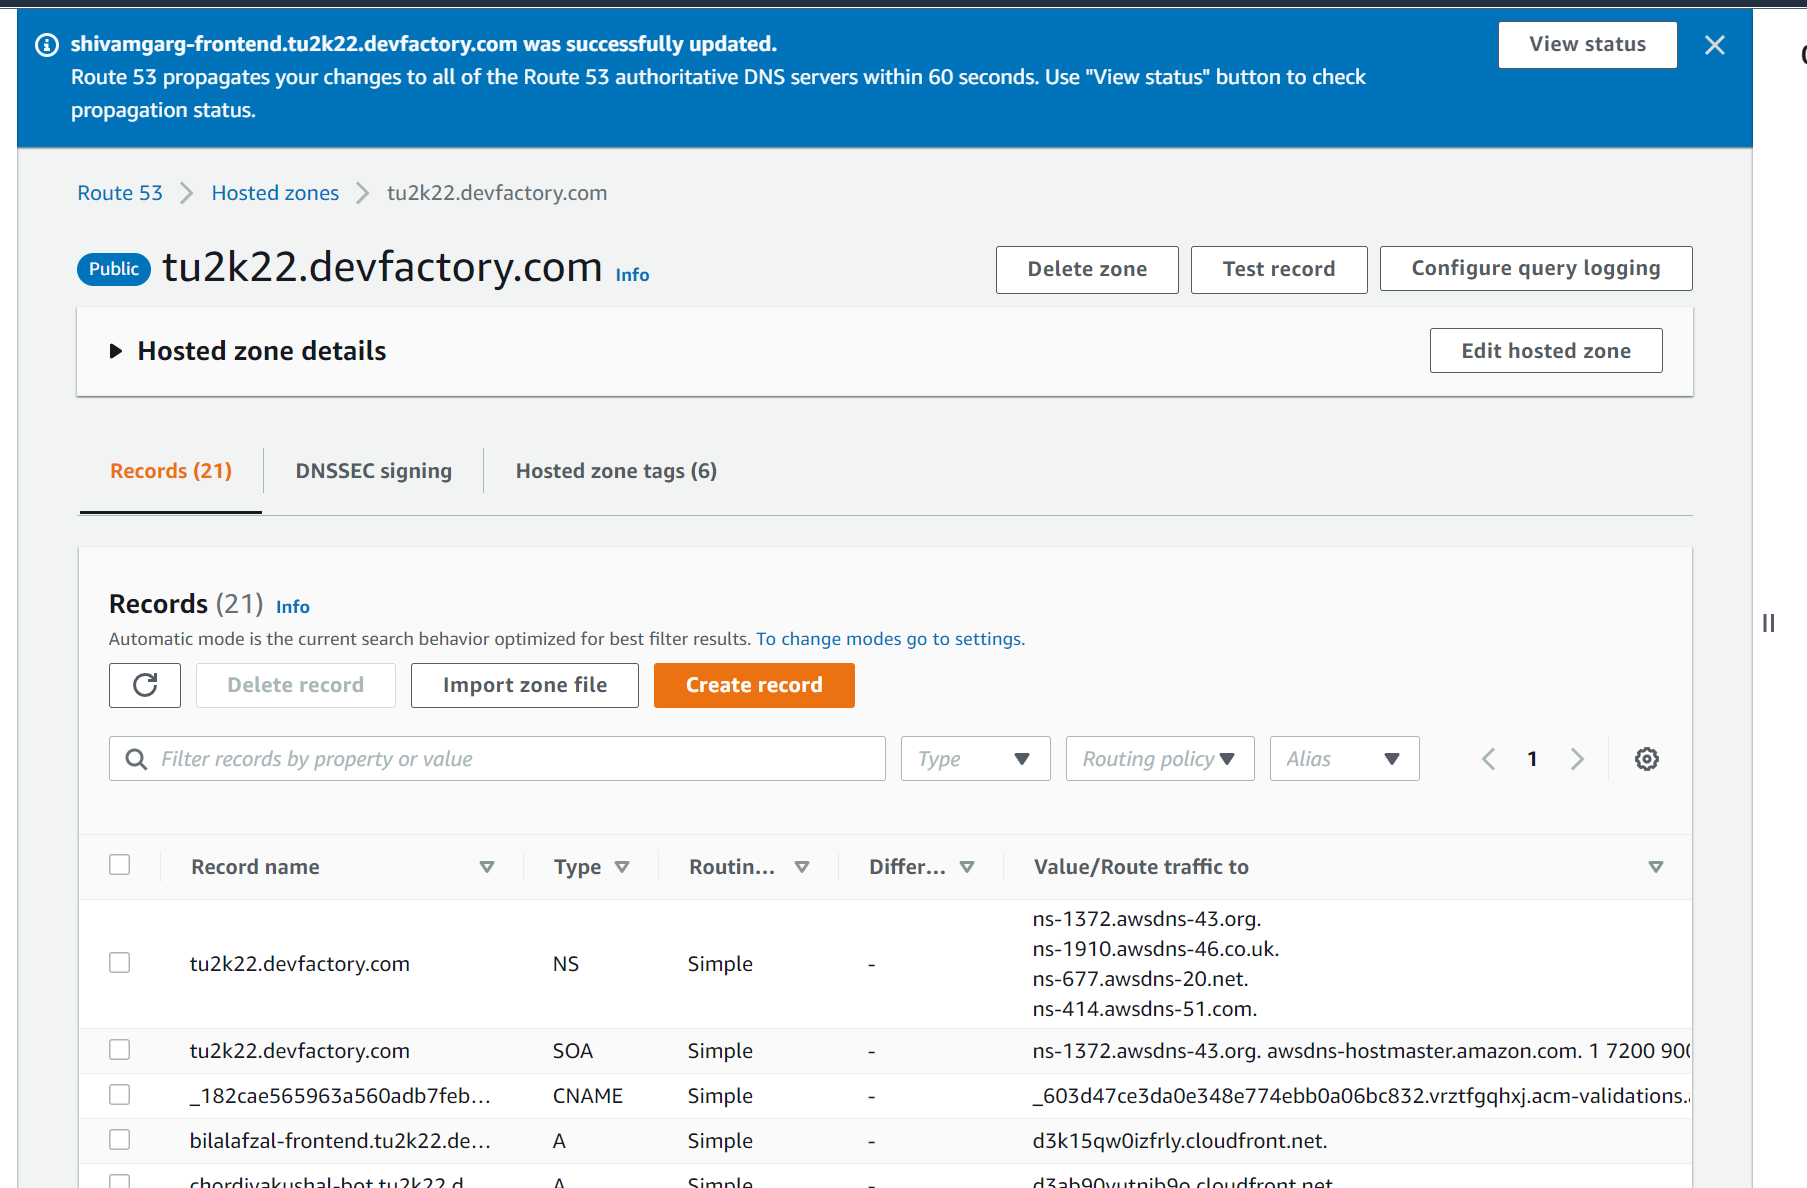 shivamgarg-frontend.tu2k22.devfactory.com was successfully updated.
View status
Route 53 propagates your changes to all of the Route 53 authoritative DNS servers within 60 seconds. Use "View status" button to check
propagation status.
Route 53 Hosted zones tu2k22.devfactory.com
Public tu2k22.devfactory.com Info
Delete zone Test record Configure query logging
Hosted zone details
Edit hosted zone
Records (21) DNSSEC signing Hosted zone tags (6)
Records (21) Info
Automatic mode is the current search behavior optimized for best filter results. To change modes go to settings.
Delete record Import zone file Create record
Filter records by property or value Type Routing policy Alias 1
Record name Type Routin... Differ... Value/Route traffic to
ns-1372.awsdns-43.org.
ns-1910.awsdns-46.co.uk.
tu2k22.devfactory.com NS Simple -
ns-677.awsdns-20.net.
ns-414.awsdns-51.com.
tu2k22.devfactory.com SOA Simple - ns-1372.awsdns-43.org. awsdns-hostmaster.amazon.com. 1 7200 900
_182cae565963a560adb7feb... CNAME Simple - _603d47ce3da0e348e774ebb0a06bc832.vrztfgqhxj.acm-validations.
bilalafzal-frontend.tu2k22.de... A Simple - d3k15qw0izfrly.cloudfront.net.
chordiyakushal-bot.tu2k22.d... A Simple -